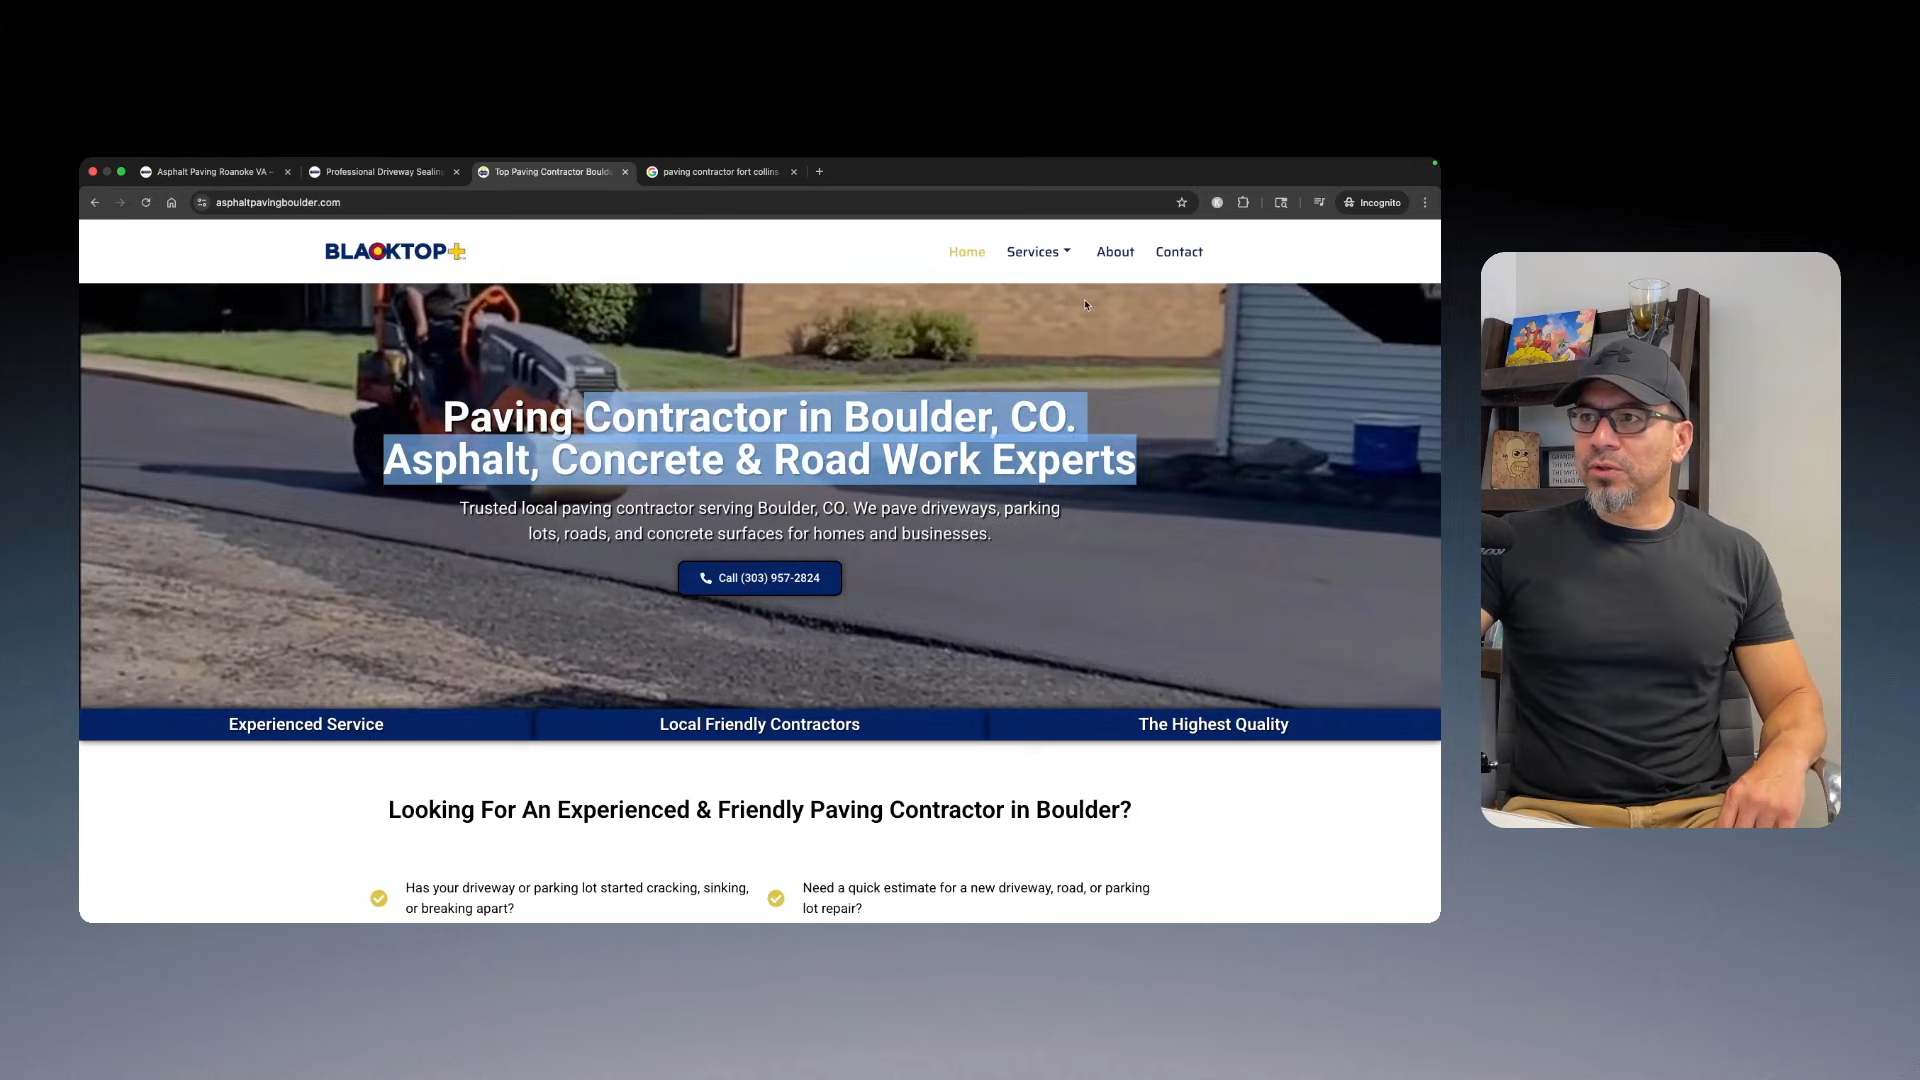 Asphalt Paving Roanoke VA -
Professional Driveway Sealing
Top Paving Contractor Bould
paving contractor fort collins
asphaltpavingboulder.com
Incognito
BLACKTOP
Home
Services
About
Contact
Paving Contractor in Boulder, CO.
Asphalt, Concrete & Road Work Experts
Trusted local paving contractor serving Boulder, CO. We pave driveways, parking
lots, roads, and concrete surfaces for homes and businesses.
Call (303) 957-2824
Experienced Service
Local Friendly Contractors
The Highest Quality
Looking For An Experienced & Friendly Paving Contractor in Boulder?
Has your driveway or parking lot started cracking, sinking,
or breaking apart?
Need a quick estimate for a new driveway, road, or parking
lot repair?